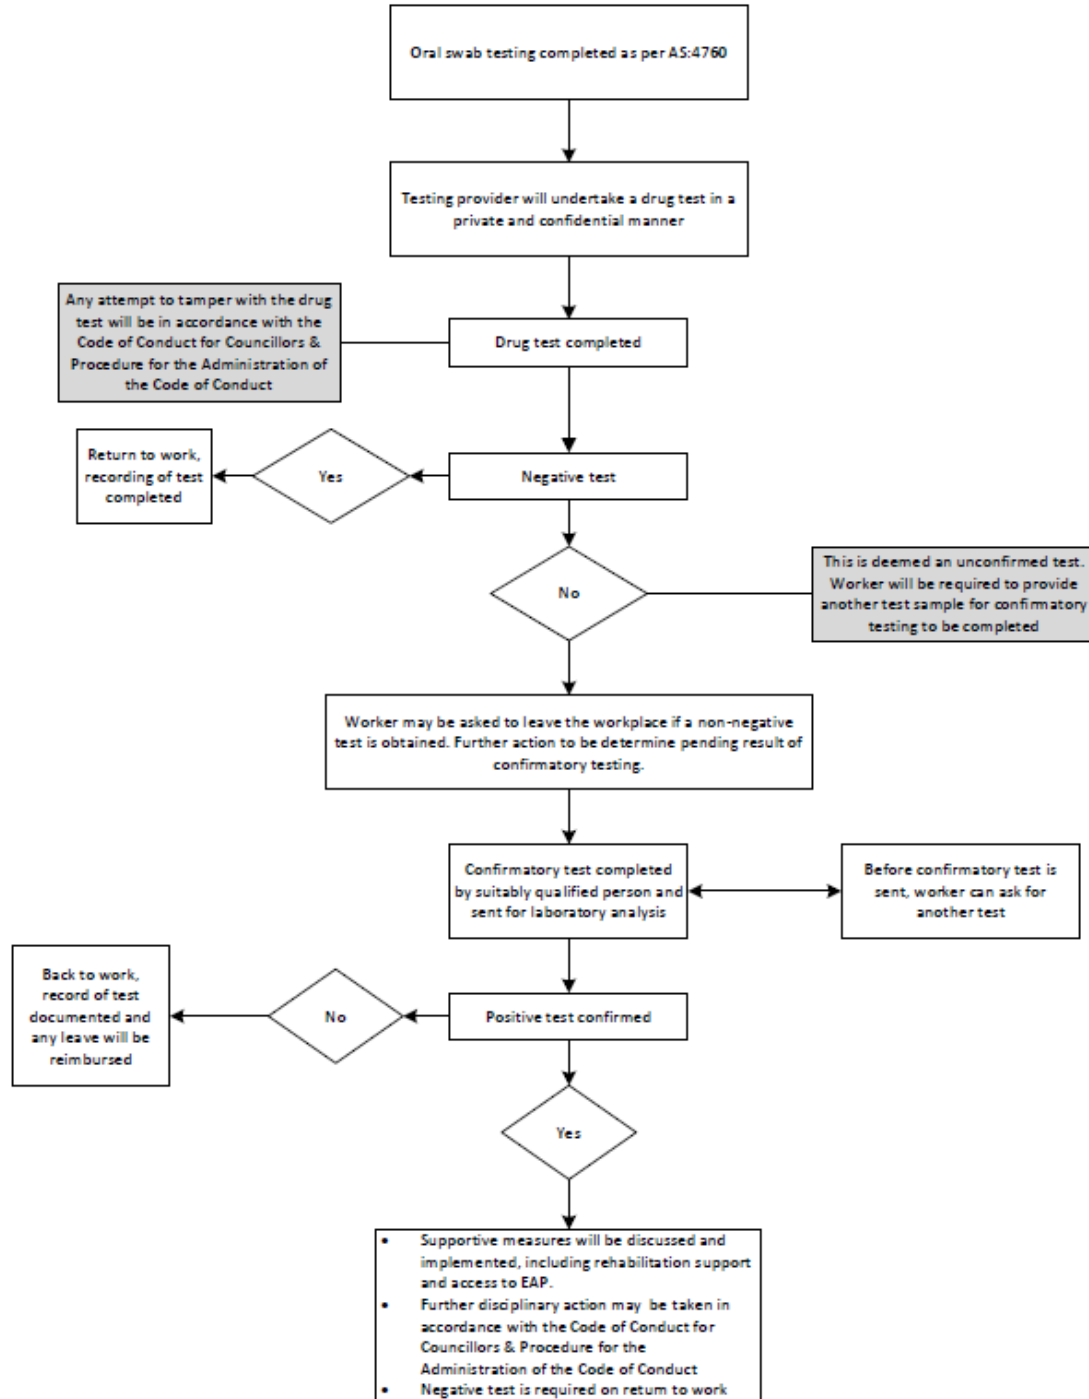 Oral swab testing completed as per AS:4760
Testing provider will undertake a drug test in a
private and confidential manner
Any attempt to tamper with the drug
test will be in accordance with the
Code of Conduct for Councillors &
Procedure for the Administration of
the Code of Conduct
Drug test completed
Return to work,
recording of test
completed
Yes
Negative test
No
This is deemed an unconfirmed test.
Worker will be required to provide
another test sample for confirmatory
testing to be completed
Worker may be asked to leave the workplace if a non-negative
test is obtained. Further action to be determine pending result of
confirmatory testing.
Confirmatory test completed
by suitably qualified person and
sent for laboratory analysis
Before confirmatory test is
sent, worker can ask for
another test
Back to work,
record of test
documented and
any leave will be
reimbursed
No
Positive test confirmed
Yes
• Supportive measures will be discussed and
implemented, including rehabilitation support
and access to EAP.
• Further disciplinary action may be taken in
accordance with the Code of Conduct for
Councillors & Procedure for the
Administration of the Code of Conduct
• Negative test is required on return to work